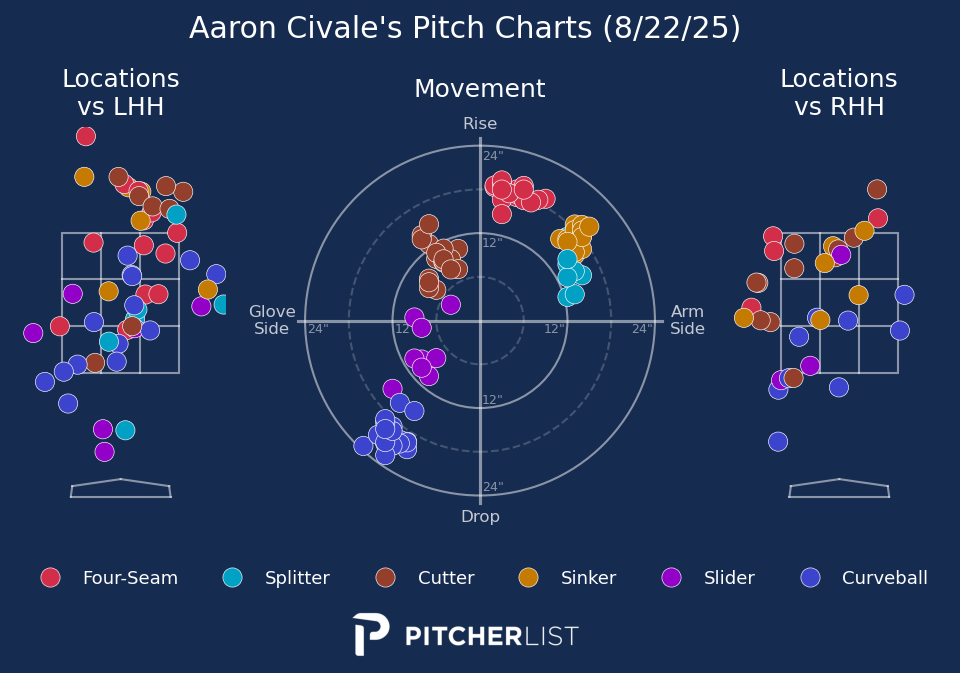 Aaron Civale's Pitch Charts (8/22/25)
Locations
vs LHH
Movement
Locations
vs RHH
Rise
24"
12"
Glove
Side
24"
12"
12"
24"
Arm
Side
12"
24"
Drop
Four-Seam
Splitter
Cutter
Sinker
Slider
Curveball
PITCHERLIST